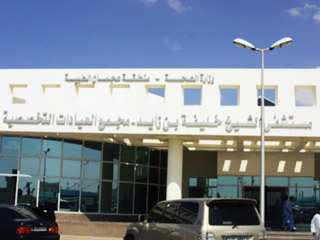 وزارة الصحة - منطقة عجمان الطبية
مستشفى الشيخ خليفة بن زايد - مجمع العيادات التخصصية